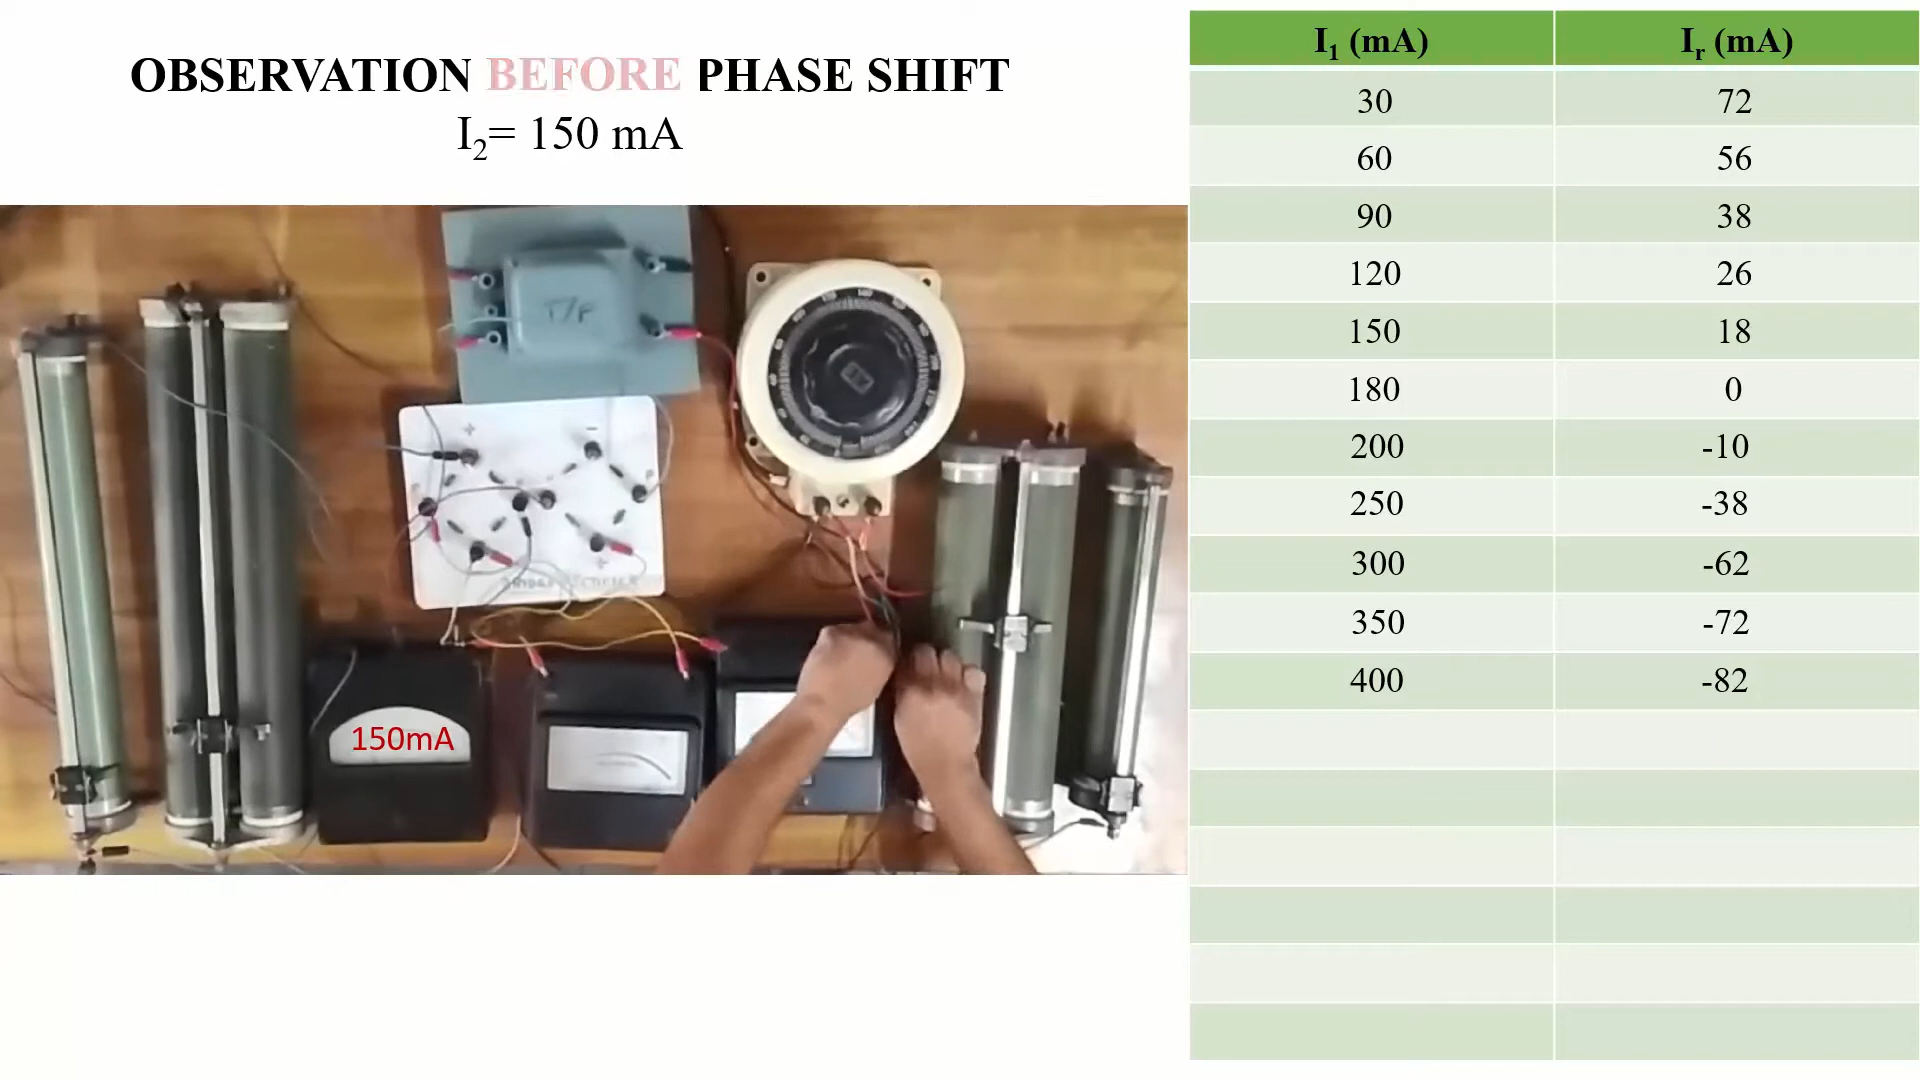 OBSERVATION BEFORE PHASE SHIFT
I₂= 150 mA
I₁ (mA) Iᵣ (mA)
30 72
60 56
90 38
120 26
150 18
180 0
200 -10
250 -38
300 -62
350 -72
400 -82
T/F
150mA